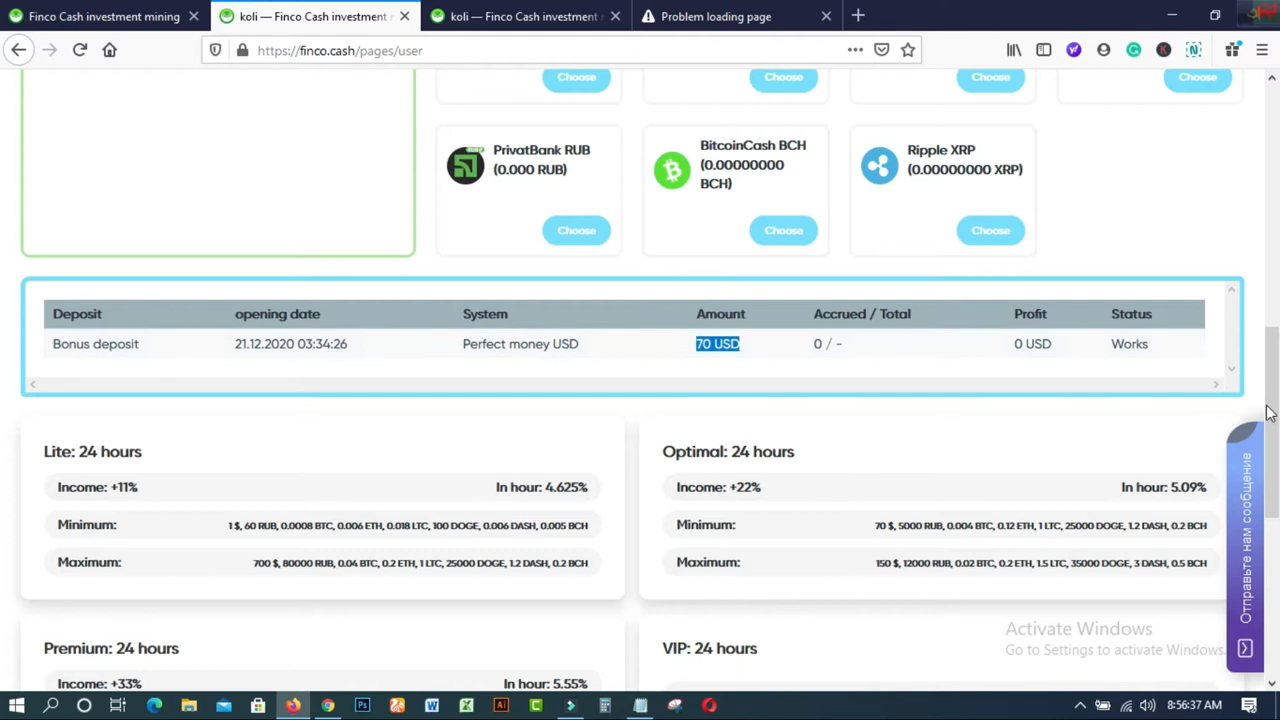 Finco Cash investment mining
koli — Finco Cash investment
koli — Finco Cash investment
Problem loading page
https://finco.cash/pages/user
Choose
Choose
Choose
Choose
PrivatBank RUB
(0.000 RUB)
Choose
BitcoinCash BCH
(0.00000000
BCH)
Choose
Ripple XRP
(0.00000000 XRP)
Choose
Deposit opening date System Amount Accrued / Total Profit Status
Bonus deposit 21.12.2020 03:34:26 Perfect money USD 70 USD 0 / - 0 USD Works
Lite: 24 hours
Income: +11% In hour: 4.625%
Minimum: 1 $, 60 RUB, 0.0008 BTC, 0.006 ETH, 0.018 LTC, 100 DOGE, 0.006 DASH, 0.005 BCH
Maximum: 700 $, 80000 RUB, 0.04 BTC, 0.2 ETH, 1 LTC, 25000 DOGE, 1.2 DASH, 0.2 BCH
Optimal: 24 hours
Income: +22% In hour: 5.09%
Minimum: 70 $, 5000 RUB, 0.004 BTC, 0.12 ETH, 1 LTC, 25000 DOGE, 1.2 DASH, 0.2 BCH
Maximum: 150 $, 12000 RUB, 0.02 BTC, 0.2 ETH, 1.5 LTC, 35000 DOGE, 3 DASH, 0.5 BCH
Premium: 24 hours
Income: +33% In hour: 5.55%
VIP: 24 hours
Отправьте нам сообщение
Activate Windows
Go to Settings to activate Windows.
8:56:37 AM